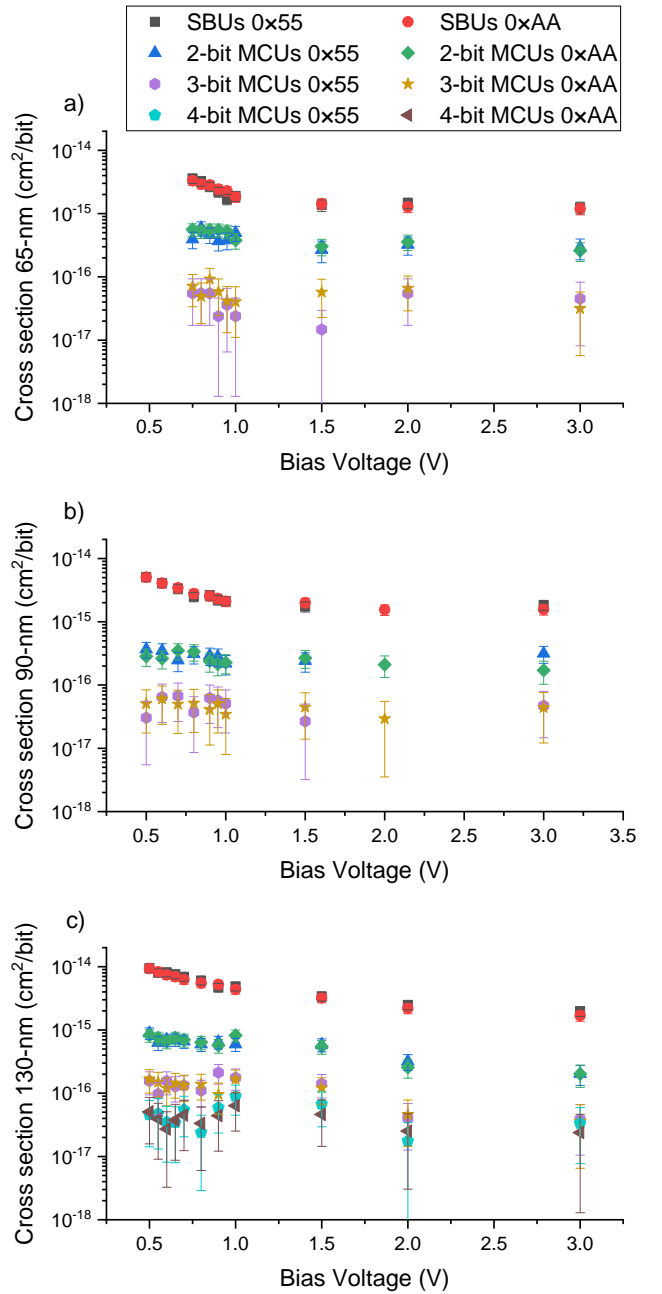 SBUs 0×55 SBUs 0×AA
2-bit MCUs 0×55 2-bit MCUs 0×AA
3-bit MCUs 0×55 3-bit MCUs 0×AA
4-bit MCUs 0×55 4-bit MCUs 0×AA
a)
Cross section 65-nm (cm²/bit)
10⁻¹⁴
10⁻¹⁵
10⁻¹⁶
10⁻¹⁷
10⁻¹⁸
0.5 1.0 1.5 2.0 2.5 3.0
Bias Voltage (V)
b)
Cross section 90-nm (cm²/bit)
10⁻¹⁴
10⁻¹⁵
10⁻¹⁶
10⁻¹⁷
10⁻¹⁸
0.5 1.0 1.5 2.0 2.5 3.0 3.5
Bias Voltage (V)
c)
Cross section 130-nm (cm²/bit)
10⁻¹⁴
10⁻¹⁵
10⁻¹⁶
10⁻¹⁷
10⁻¹⁸
0.5 1.0 1.5 2.0 2.5 3.0
Bias Voltage (V)